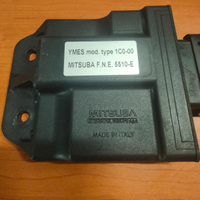 YMES mod. type 1C0-00
MITSUBA F.N.E. 5510-E
MITSUBA
MADE IN ITALY